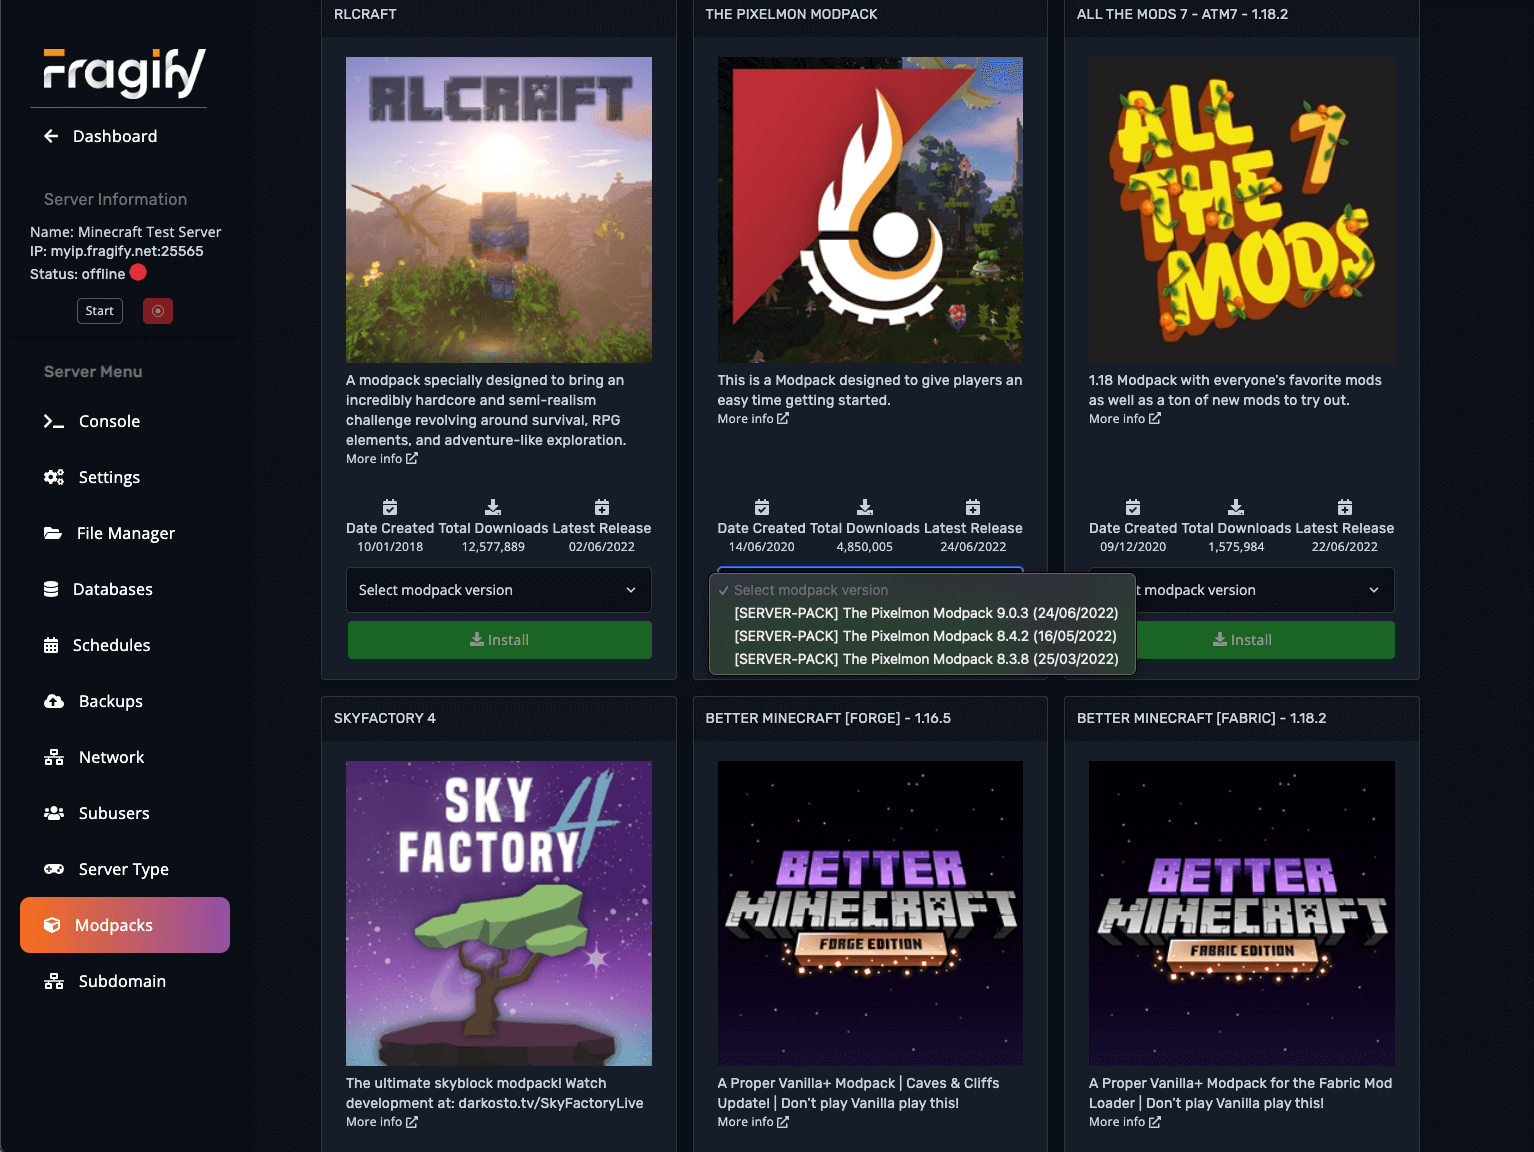 Fragify
Dashboard
Server Information
Name: Minecraft Test Server
IP: myip.fragify.net:25565
Status: offline
Start
Server Menu
Console
Settings
File Manager
Databases
Schedules
Backups
Network
Subusers
Server Type
Modpacks
Subdomain
RLCRAFT
RLCRAFT
A modpack specially designed to bring an
incredibly hardcore and semi-realism
challenge revolving around survival, RPG
elements, and adventure-like exploration.
More info
Date Created Total Downloads Latest Release
10/01/2018 12,577,889 02/06/2022
Select modpack version
Install
THE PIXELMON MODPACK
This is a Modpack designed to give players an
easy time getting started.
More info
Date Created Total Downloads Latest Release
14/06/2020 4,850,005 24/06/2022
Select modpack version
[SERVER-PACK] The Pixelmon Modpack 9.0.3 (24/06/2022)
[SERVER-PACK] The Pixelmon Modpack 8.4.2 (16/05/2022)
[SERVER-PACK] The Pixelmon Modpack 8.3.8 (25/03/2022)
ALL THE MODS 7 - ATM7 - 1.18.2
ALL
THE 7
MODS
1.18 Modpack with everyone's favorite mods
as well as a ton of new mods to try out.
More info
Date Created Total Downloads Latest Release
09/12/2020 1,575,984 22/06/2022
t modpack version
Install
SKYFACTORY 4
SKY
FACTORY 4
The ultimate skyblock modpack! Watch
development at: darkosto.tv/SkyFactoryLive
More info
BETTER MINECRAFT [FORGE] - 1.16.5
BETTER
MINECRAFT
FORGE EDITION
A Proper Vanilla+ Modpack | Caves & Cliffs
Update! | Don't play Vanilla play this!
More info
BETTER MINECRAFT [FABRIC] - 1.18.2
BETTER
MINECRAFT
FABRIC EDITION
A Proper Vanilla+ Modpack for the Fabric Mod
Loader | Don't play Vanilla play this!
More info